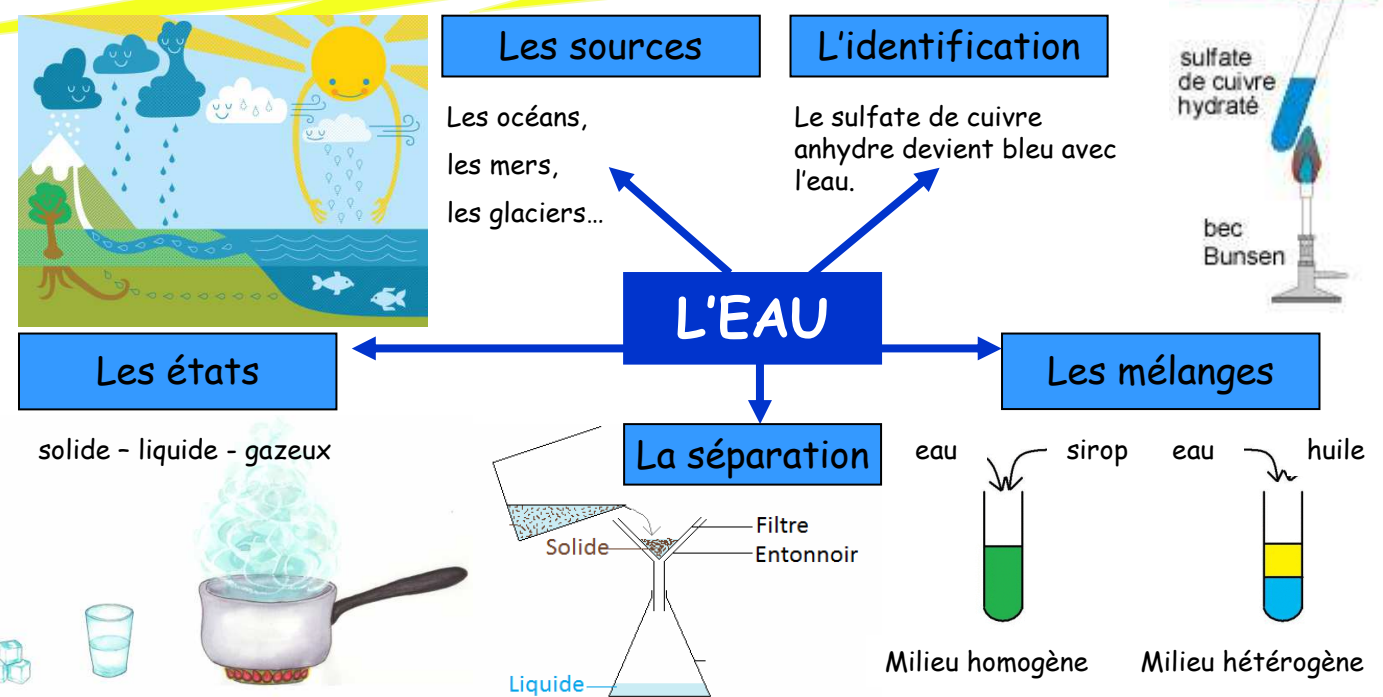 Les sources
Les océans,
les mers,
les glaciers…
L'identification
Le sulfate de cuivre
anhydre devient bleu avec
l'eau.
sulfate
de cuivre
hydraté
bec
Bunsen
L'EAU
Les états
solide – liquide - gazeux
La séparation
Filtre
Solide
Entonnoir
Liquide
Les mélanges
eau
sirop
eau
huile
Milieu homogène
Milieu hétérogène